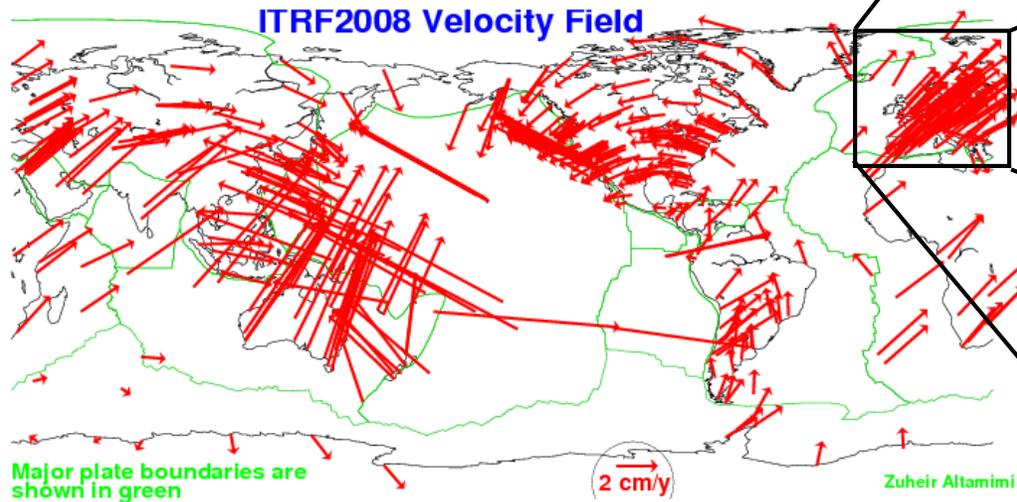 ITRF2008 Velocity Field
Major plate boundaries are
shown in green
2 cm/y
Zuheir Altamimi